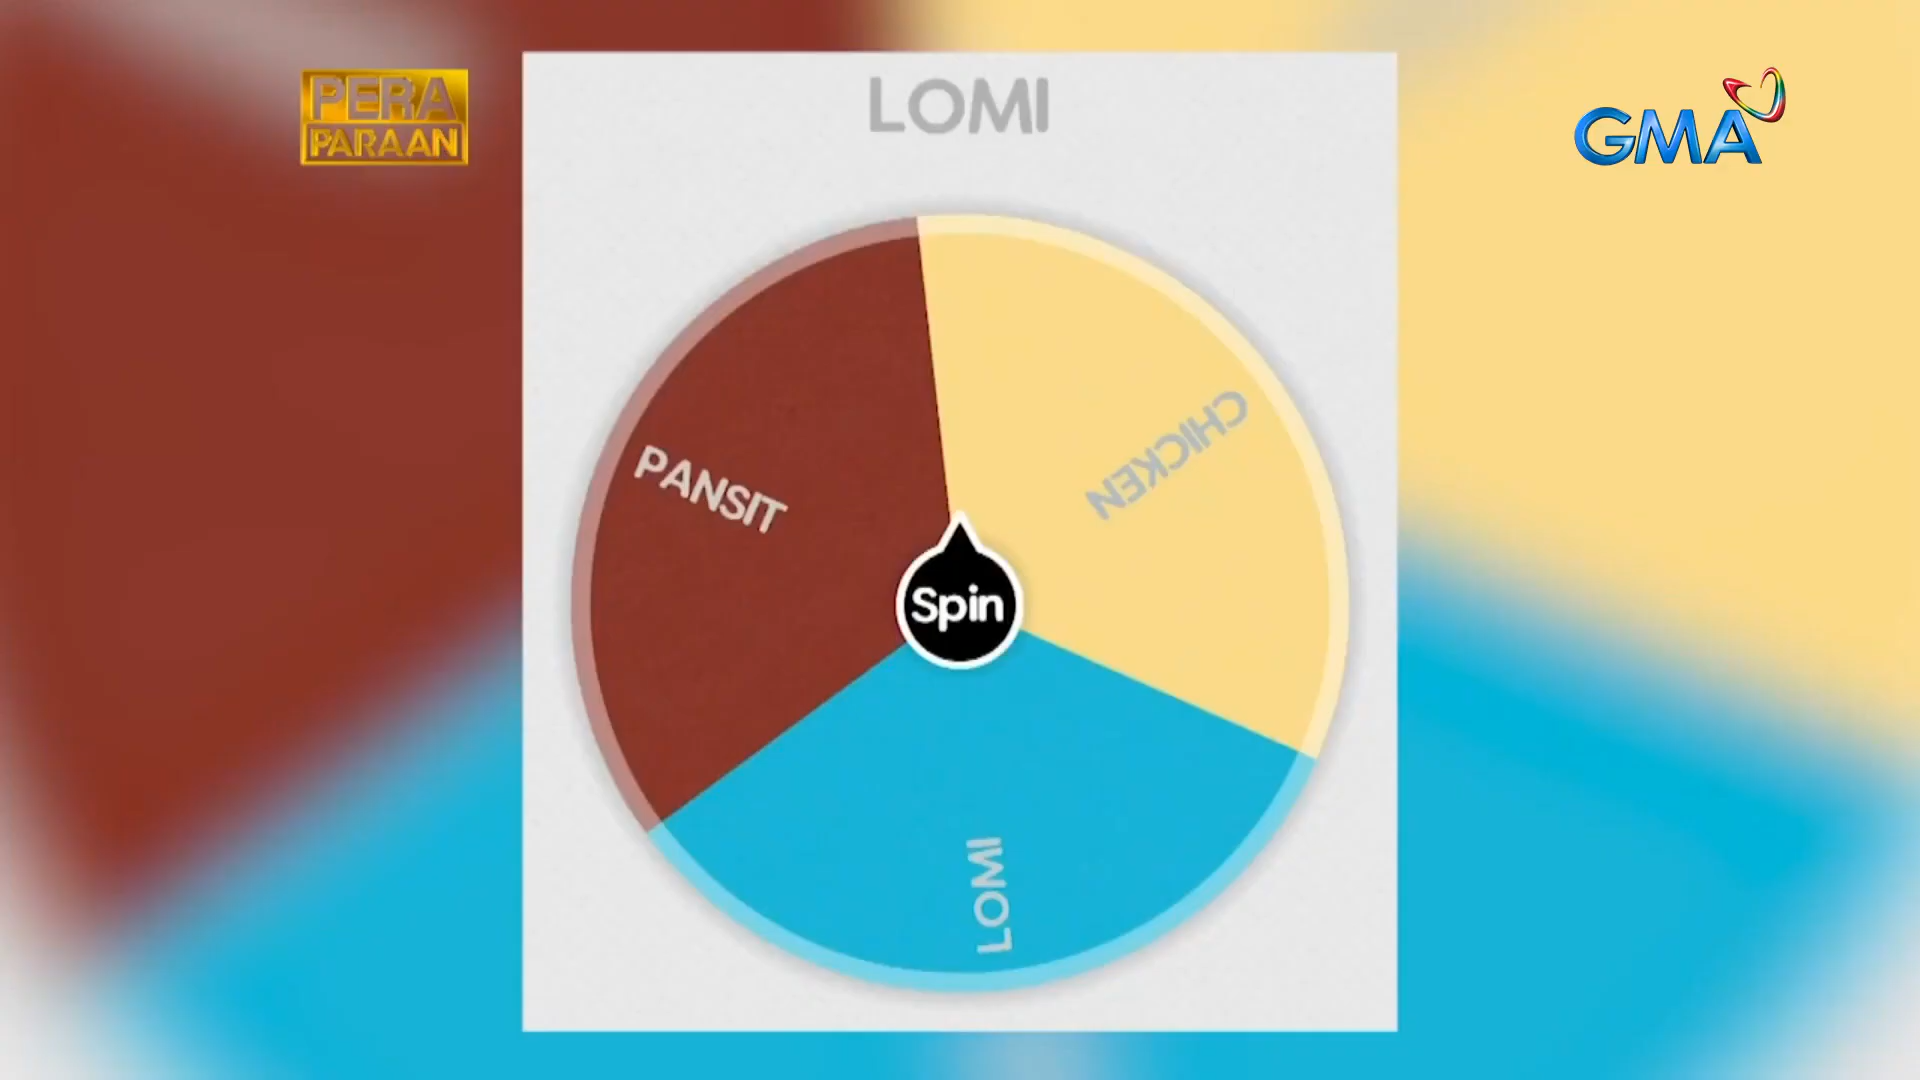 PERA
PARAAN
GMA
LOMI
PANSIT
CHICKEN
Spin
LOMI